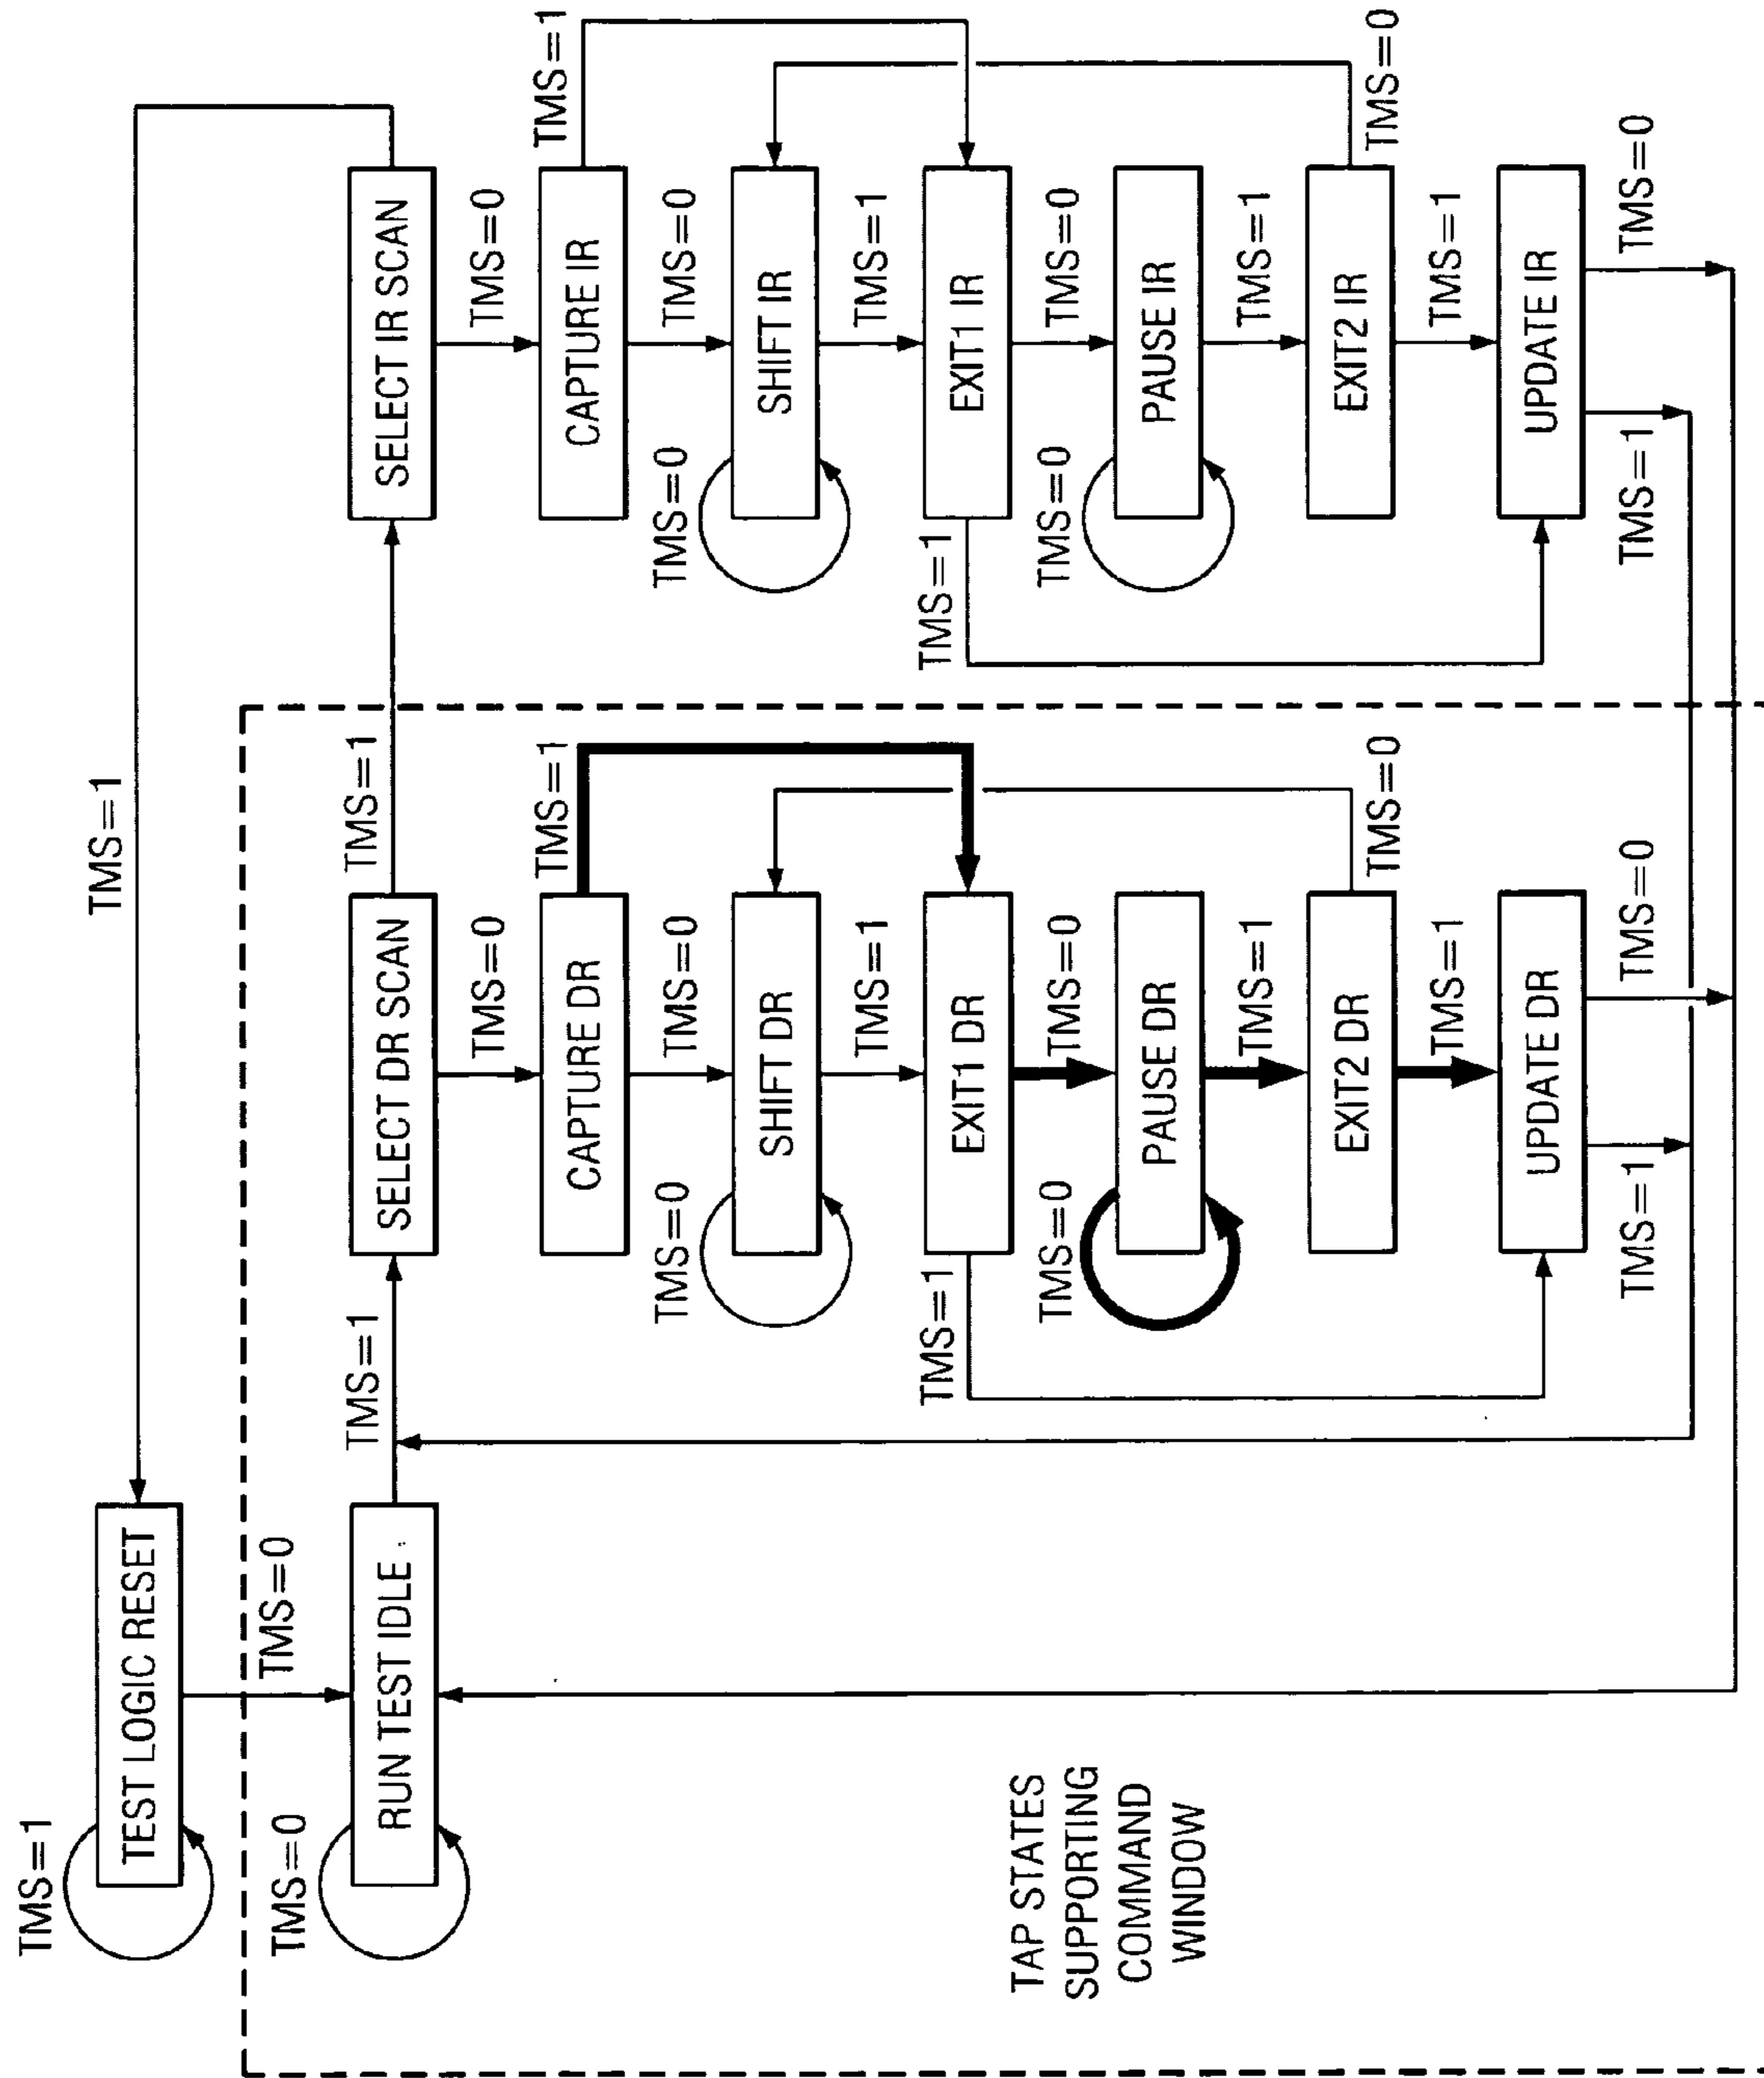 TMS=1
TEST LOGIC RESET
TMS=1
TMS=0
TMS=0
RUN TEST IDLE
TMS=1
SELECT DR SCAN
TMS=1
SELECT IR SCAN
TMS=0
CAPTURE DR
TMS=1
TMS=0
TMS=0
SHIFT DR
TMS=1
TMS=1
EXIT1 DR
TMS=0
TMS=0
PAUSE DR
TMS=1
EXIT2 DR
TMS=0
TMS=1
UPDATE DR
TMS=1
TMS=0
TMS=0
CAPTURE IR
TMS=1
TMS=0
TMS=0
SHIFT IR
TMS=1
TMS=1
EXIT1 IR
TMS=0
TMS=0
PAUSE IR
TMS=1
EXIT2 IR
TMS=0
TMS=1
UPDATE IR
TMS=1
TMS=0
TAP STATES
SUPPORTING
COMMAND
WINDOW